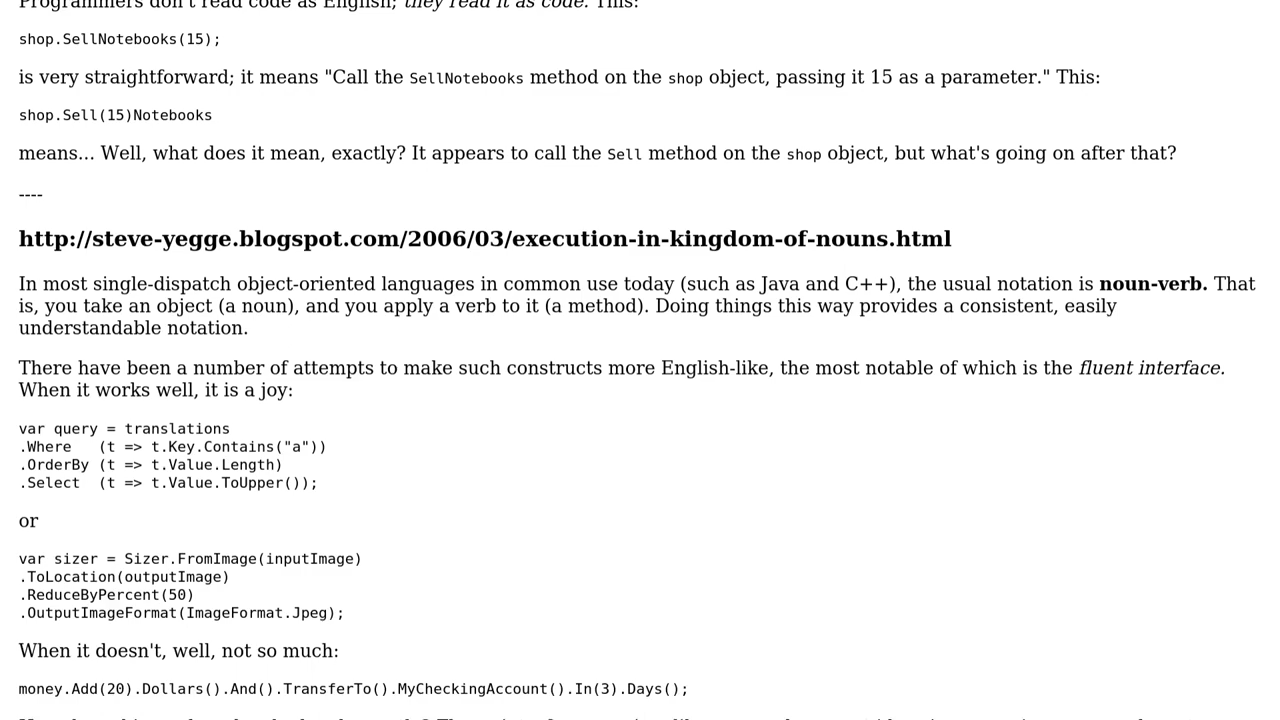 Programmers don't read code as English; they read it as code. This:
shop.SellNotebooks(15);
is very straightforward; it means "Call the SellNotebooks method on the shop object, passing it 15 as a parameter." This:
shop.Sell(15)Notebooks
means... Well, what does it mean, exactly? It appears to call the Sell method on the shop object, but what's going on after that?
----
http://steve-yegge.blogspot.com/2006/03/execution-in-kingdom-of-nouns.html
In most single-dispatch object-oriented languages in common use today (such as Java and C++), the usual notation is noun-verb. That
is, you take an object (a noun), and you apply a verb to it (a method). Doing things this way provides a consistent, easily
understandable notation.
There have been a number of attempts to make such constructs more English-like, the most notable of which is the fluent interface.
When it works well, it is a joy:
var query = translations
.Where   (t => t.Key.Contains("a"))
.OrderBy (t => t.Value.Length)
.Select  (t => t.Value.ToUpper());
or
var sizer = Sizer.FromImage(inputImage)
.ToLocation(outputImage)
.ReduceByPercent(50)
.OutputImageFormat(ImageFormat.Jpeg);
When it doesn't, well, not so much:
money.Add(20).Dollars().And().TransferTo().MyCheckingAccount().In(3).Days();